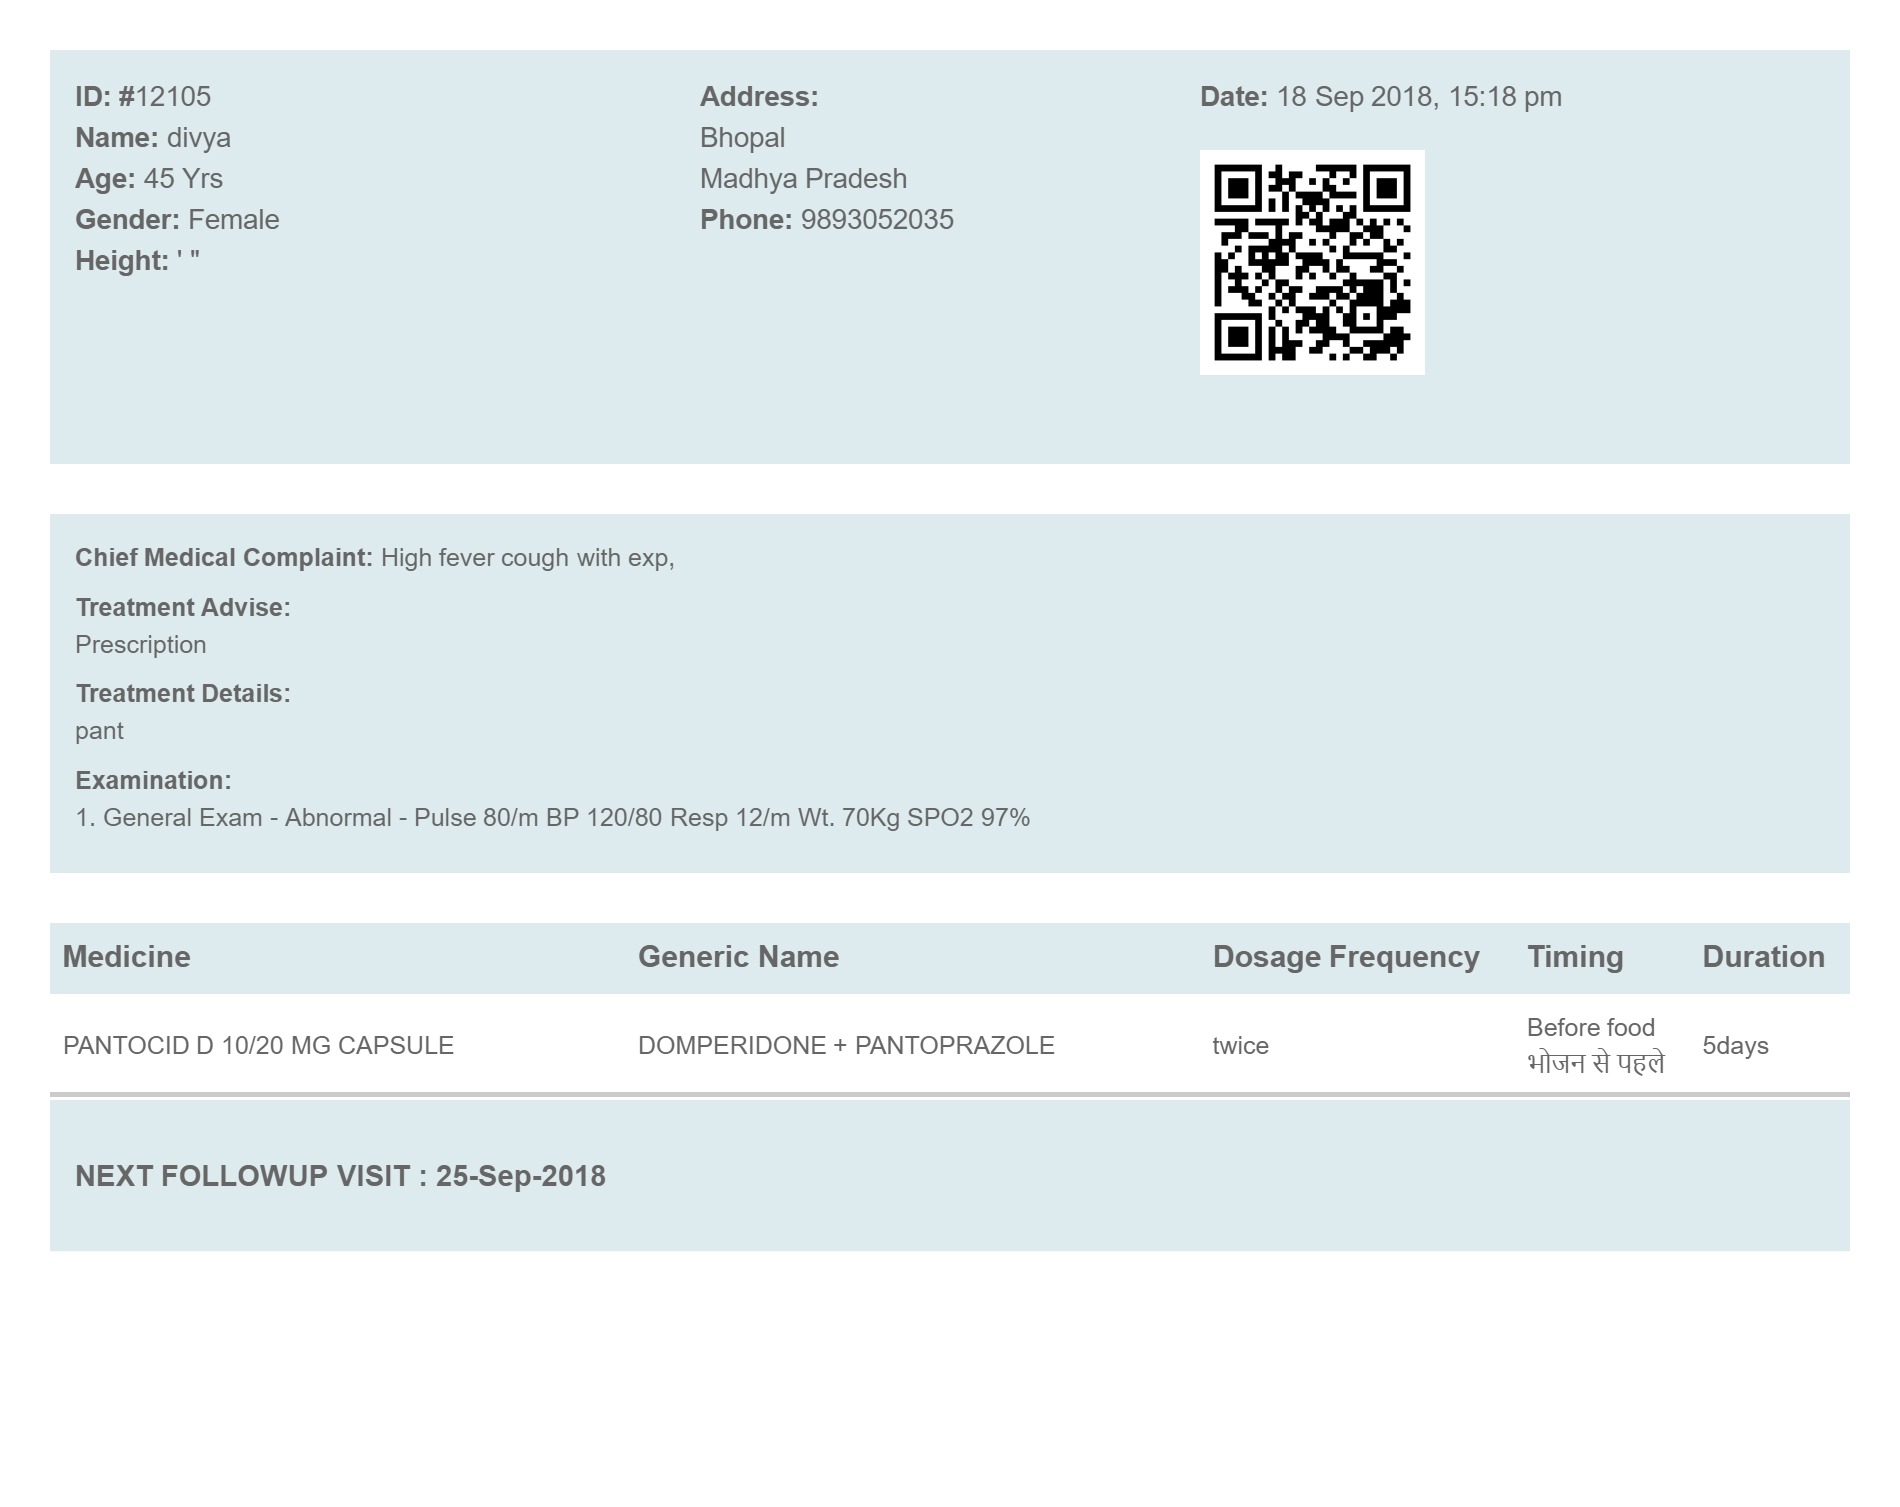 ID: #12105
Name: divya
Age: 45 Yrs
Gender: Female
Height: ' "
Address:
Bhopal
Madhya Pradesh
Phone: 9893052035
Date: 18 Sep 2018, 15:18 pm
Chief Medical Complaint: High fever cough with exp,
Treatment Advise:
Prescription
Treatment Details:
pant
Examination:
1. General Exam - Abnormal - Pulse 80/m BP 120/80 Resp 12/m Wt. 70Kg SPO2 97%
Medicine Generic Name Dosage Frequency Timing Duration
PANTOCID D 10/20 MG CAPSULE DOMPERIDONE + PANTOPRAZOLE twice Before food 5days
भोजन से पहले
NEXT FOLLOWUP VISIT : 25-Sep-2018